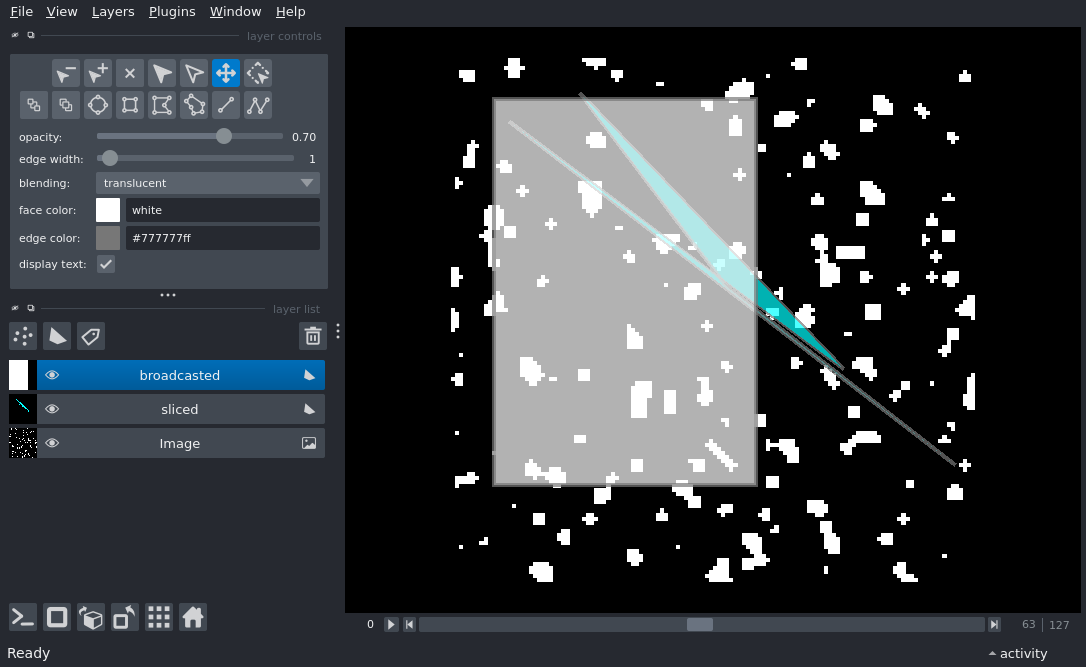 File View Layers Plugins Window Help
layer controls
opacity: 0.70
edge width: 1
blending: translucent
face color: white
edge color: #777777ff
display text:
layer list
broadcasted
sliced
Image
0 63 127
Ready activity